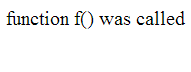 function f() was called